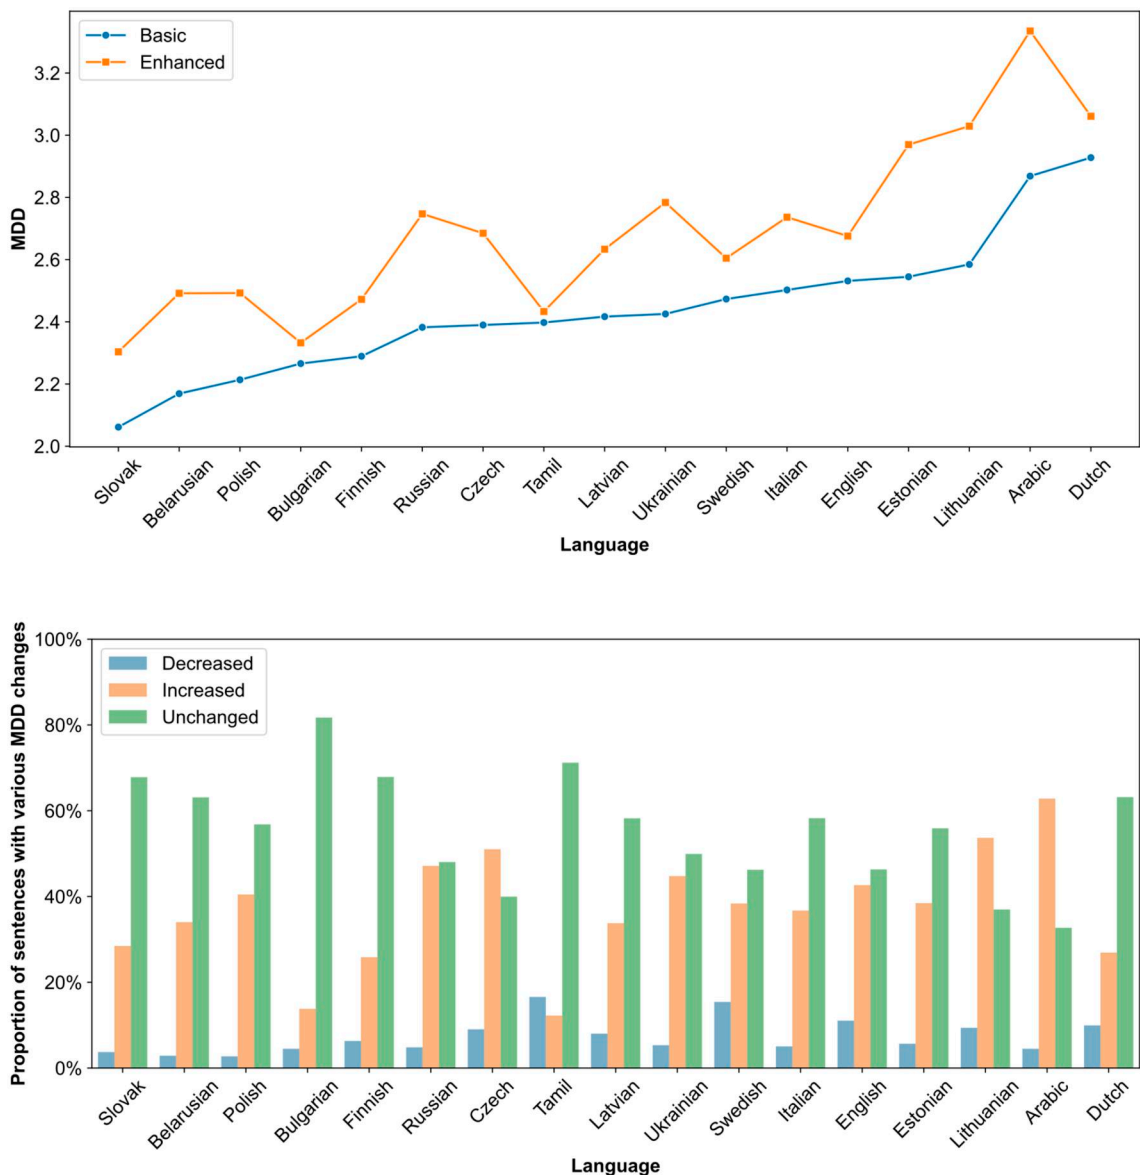 Basic
Enhanced
MDD
3.2
3.0
2.8
2.6
2.4
2.2
2.0
Slovak
Belarusian
Polish
Bulgarian
Finnish
Russian
Czech
Tamil
Latvian
Ukrainian
Swedish
Italian
English
Estonian
Lithuanian
Arabic
Dutch
Language
Proportion of sentences with various MDD changes
100%
80%
60%
40%
20%
0%
Decreased
Increased
Unchanged
Slovak
Belarusian
Polish
Bulgarian
Finnish
Russian
Czech
Tamil
Latvian
Ukrainian
Swedish
Italian
English
Estonian
Lithuanian
Arabic
Dutch
Language